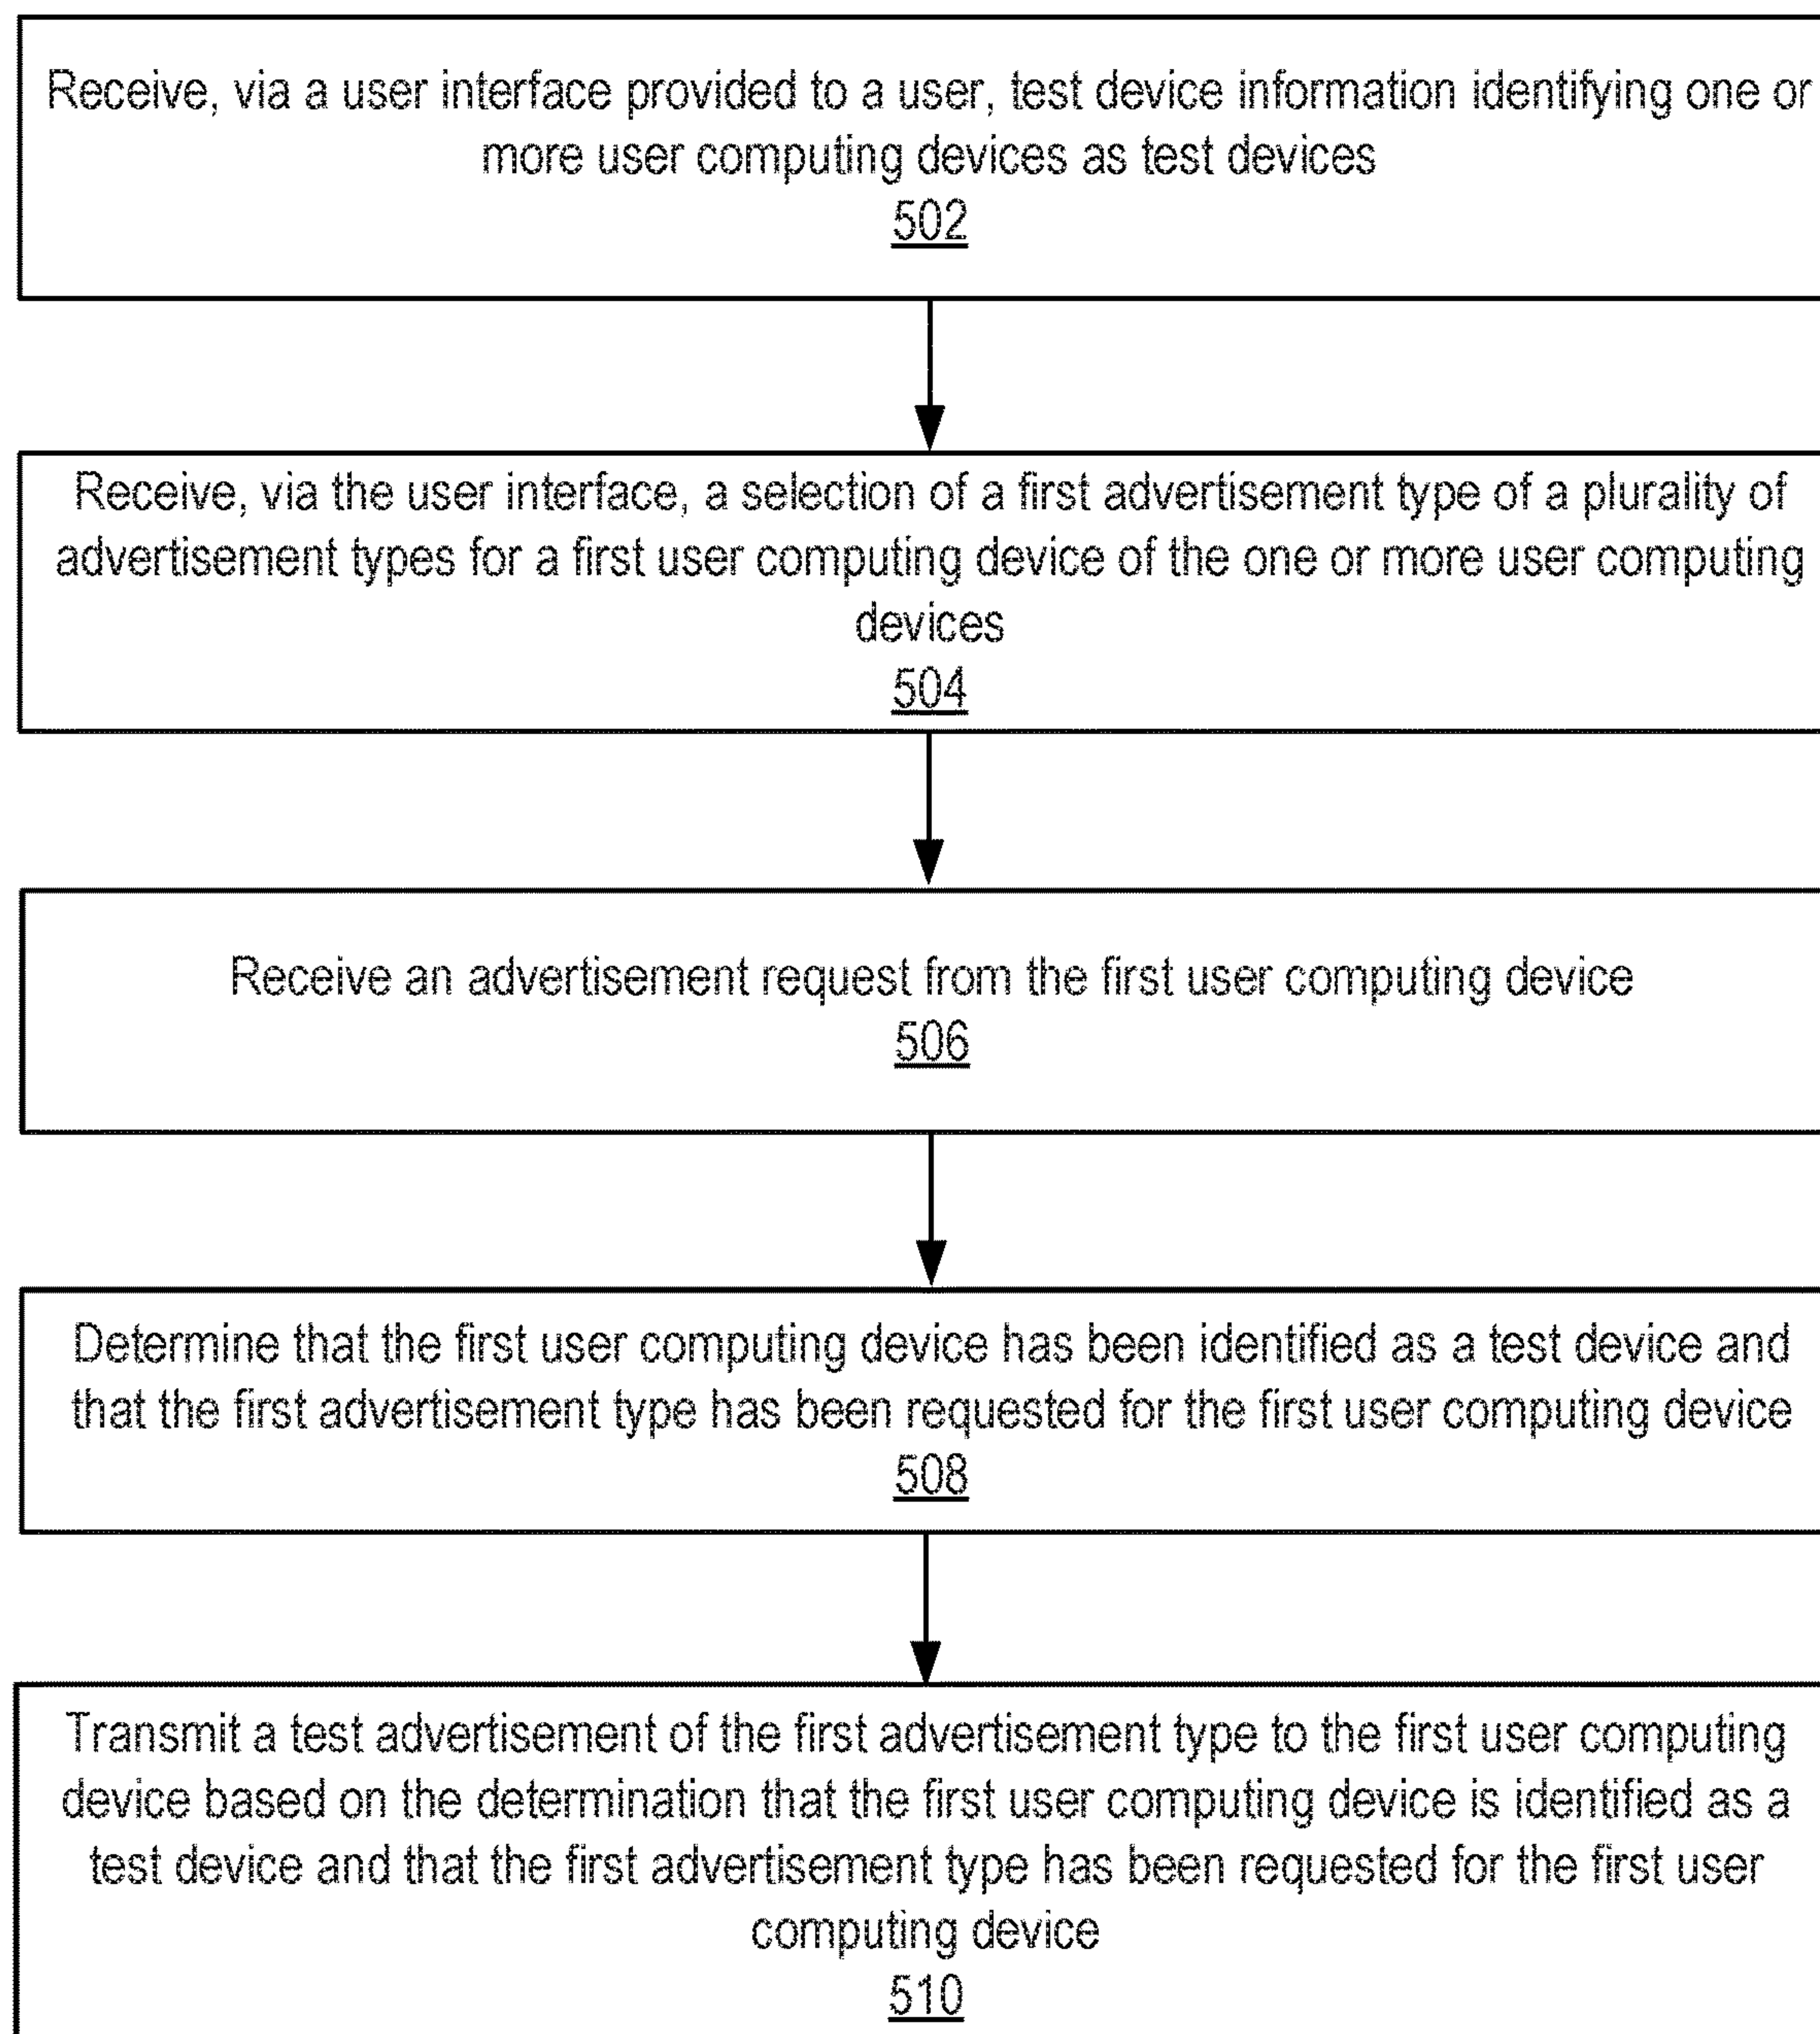 Receive, via a user interface provided to a user, test device information identifying one or
more user computing devices as test devices
502
Receive, via the user interface, a selection of a first advertisement type of a plurality of
advertisement types for a first user computing device of the one or more user computing
devices
504
Receive an advertisement request from the first user computing device
506
Determine that the first user computing device has been identified as a test device and
that the first advertisement type has been requested for the first user computing device
508
Transmit a test advertisement of the first advertisement type to the first user computing
device based on the determination that the first user computing device is identified as a
test device and that the first advertisement type has been requested for the first user
computing device
510